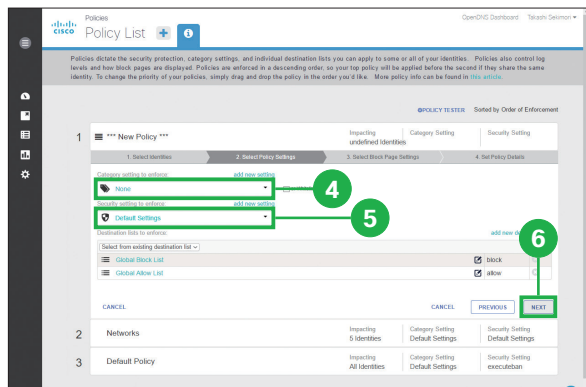 cisco
Policies
Policy List
OpenDNS Dashboard Takashi Sekimon
Policies dictate the security protection, category settings, and individual destination lists you can apply to some or all of your identities. Policies also control log
levels and how block pages are displayed. Policies are enforced in a descending order, so your top policy will be applied before the second if they share the same
identity. To change the priority of your policies, simply drag and drop the policy in the order you'd like. More policy info can be found in this article.
POLICY TESTER Sorted by Order of Enforcement
1 *** New Policy ***
Impacting
undefined Identities
Category Setting
Security Setting
1. Select Identities 2. Select Policy Settings 3. Select Block Page Settings 4. Set Policy Details
Category setting to enforce: add new setting
None
4
Security setting to enforce: add new setting
Default Settings
5
Destination lists to enforce: add new
6
Select from existing destination list
Global Block List block
Global Allow List allow
CANCEL CANCEL PREVIOUS NEXT
2 Networks
Impacting
5 Identities
Category Setting
Default Settings
Security Setting
Default Settings
3 Default Policy
Impacting
All Identities
Category Setting
Default Settings
Security Setting
executeban